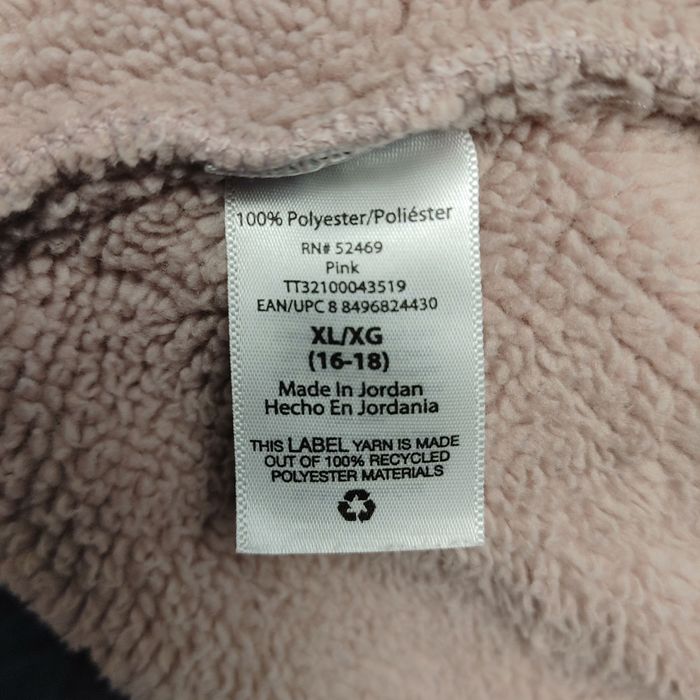 100% Polyester/Poliéster
RN# 52469
Pink
TT32100043519
EAN/UPC 8 8496824430
XL/XG
(16-18)
Made In Jordan
Hecho En Jordania
THIS LABEL YARN IS MADE
OUT OF 100% RECYCLED
POLYESTER MATERIALS